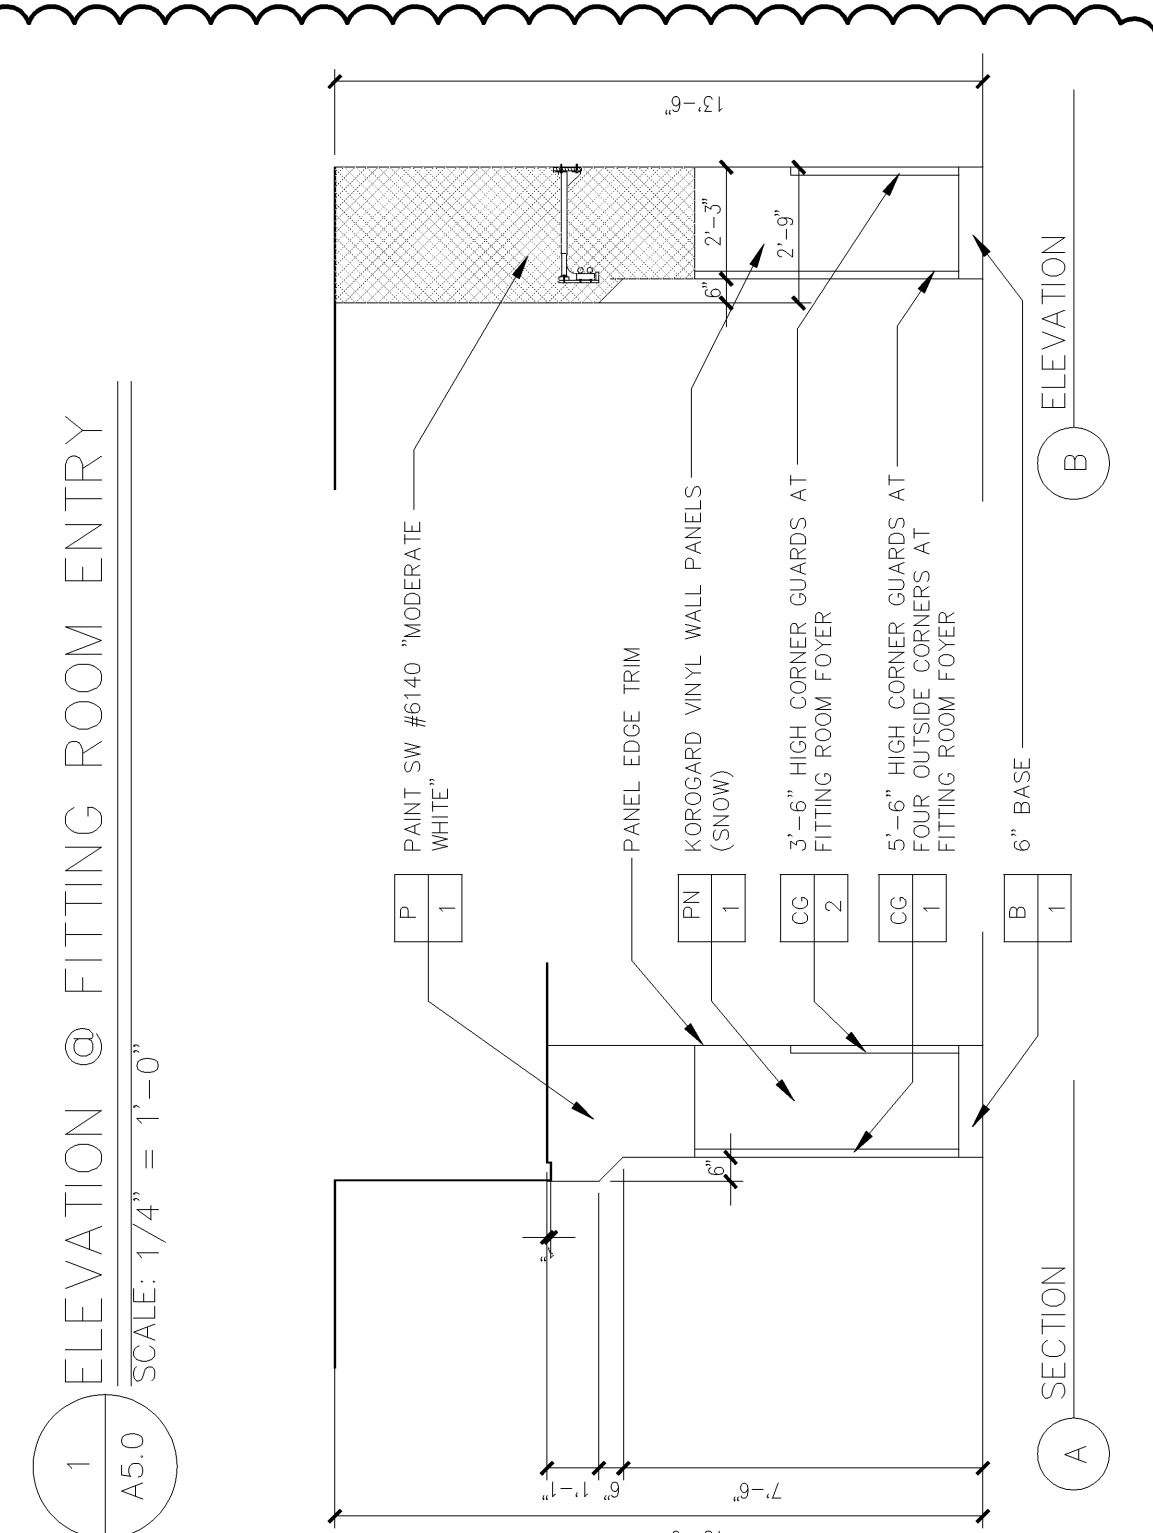 1
A5.0
ELEVATION @ FITTING ROOM ENTRY
SCALE: 1/4" = 1'-0"
P
1
PAINT SW #6140 "MODERATE
WHITE"
PANEL EDGE TRIM
PN
1
KOROGARD VINYL WALL PANELS
(SNOW)
CG
2
3'-6" HIGH CORNER GUARDS AT
FITTING ROOM FOYER
CG
1
5'-6" HIGH CORNER GUARDS AT
FOUR OUTSIDE CORNERS AT
FITTING ROOM FOYER
B
1
6" BASE
1'-1"
6"
7'-6"
6"
A
SECTION
13'-6"
2'-3"
6"
2'-9"
B
ELEVATION